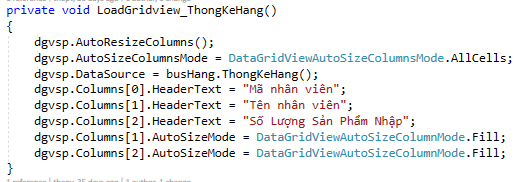 private void LoadGridview_ThongKeHang()
{
dgvsp.AutoResizeColumns();
dgvsp.AutoSizeColumnsMode = DataGridViewAutoSizeColumnsMode.AllCells;
dgvsp.DataSource = busHang.ThongKeHang();
dgvsp.Columns[0].HeaderText = "Mã nhân viên";
dgvsp.Columns[1].HeaderText = "Tên nhân viên";
dgvsp.Columns[2].HeaderText = "Số Lượng Sản Phẩm Nhập";
dgvsp.Columns[1].AutoSizeMode = DataGridViewAutoSizeColumnMode.Fill;
dgvsp.Columns[2].AutoSizeMode = DataGridViewAutoSizeColumnMode.Fill;
}